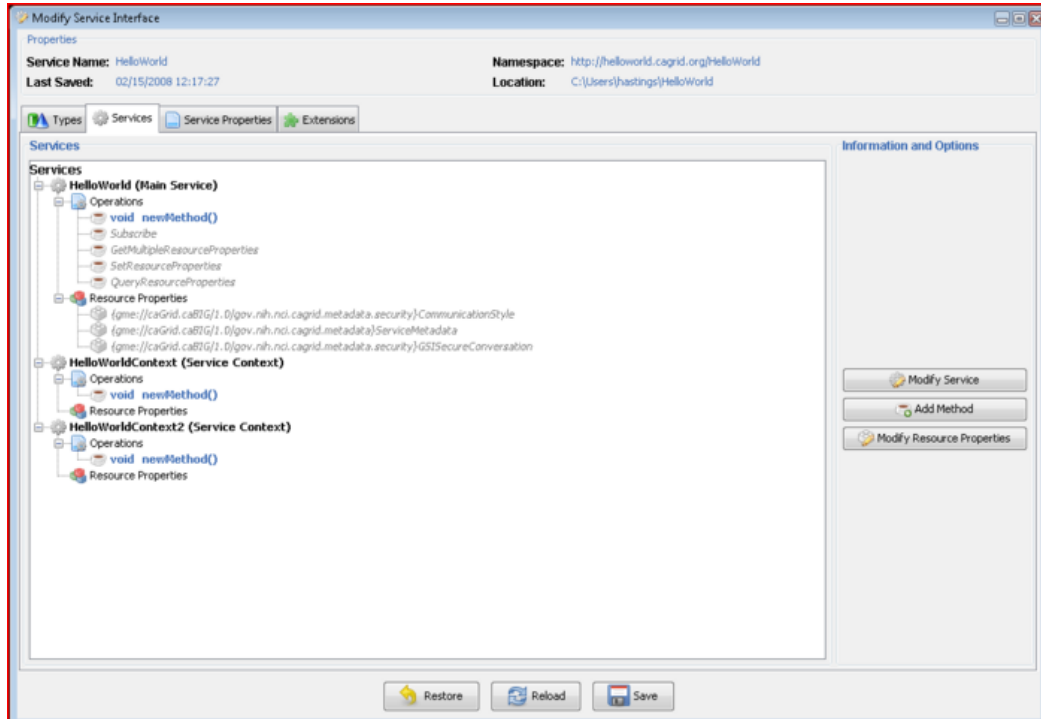 Modify Service Interface
Properties
Service Name: HelloWorld Namespace: http://helloworld.cagrid.org/HelloWorld
Last Saved: 02/15/2008 12:17:27 Location: C:\Users\hastings\HelloWorld
Types Services Service Properties Extensions
Services Information and Options
Services
HelloWorld (Main Service)
Operations
void newMethod()
Subscribe
GetMultipleResourceProperties
SetResourceProperties
QueryResourceProperties
Resource Properties
{gme://caGrid.caBIG/1.0/gov.nih.nci.cagrid.metadata.security}CommunicationStyle
{gme://caGrid.caBIG/1.0/gov.nih.nci.cagrid.metadata}ServiceMetadata
{gme://caGrid.caBIG/1.0/gov.nih.nci.cagrid.metadata.security}GSISecureConversation
HelloWorldContext (Service Context)
Operations
void newMethod()
Resource Properties
HelloWorldContext2 (Service Context)
Operations
void newMethod()
Resource Properties
Modify Service
Add Method
Modify Resource Properties
Restore Reload Save